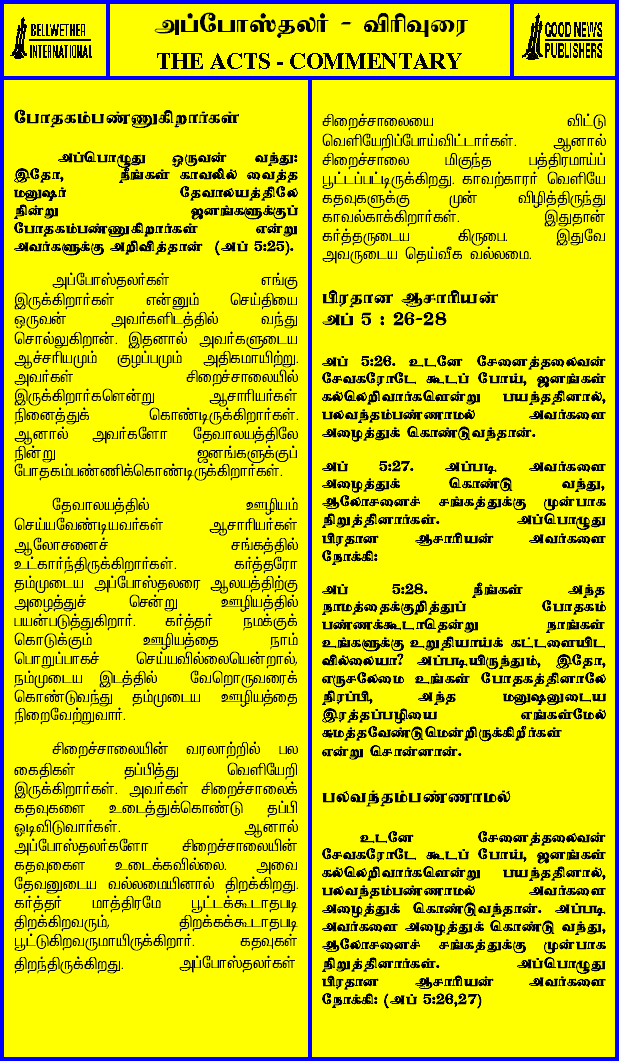 BELLWETHER
INTERNATIONAL
அப்போஸ்தலர் - விரிவுரை
THE ACTS - COMMENTARY
GOOD NEWS
PUBLISHERS
போதகம்பண்ணுகிறார்கள்
அப்பொழுது ஒருவன் வந்து:
இதோ, நீங்கள் காவலில் வைத்த
மனுஷர் தேவாலயத்திலே
நின்று ஜனங்களுக்குப்
போதகம்பண்ணுகிறார்கள் என்று
அவர்களுக்கு அறிவித்தான் (அப் 5:25).
அப்போஸ்தலர்கள் எங்கு
இருக்கிறார்கள் என்னும் செய்தியை
ஒருவன் அவர்களிடத்தில் வந்து
சொல்லுகிறான். இதனால் அவர்களுடைய
ஆச்சரியமும் குழப்பமும் அதிகமாயிற்று.
அவர்கள் சிறைச்சாலையில்
இருக்கிறார்களென்று ஆசாரியர்கள்
நினைத்துக் கொண்டிருக்கிறார்கள்.
ஆனால் அவர்களோ தேவாலயத்திலே
நின்று ஜனங்களுக்குப்
போதகம்பண்ணிக்கொண்டிருக்கிறார்கள்.
தேவாலயத்தில் ஊழியம்
செய்யவேண்டியவர்கள் ஆசாரியர்கள்
ஆலோசனைச் சங்கத்தில்
உட்கார்ந்திருக்கிறார்கள். கர்த்தரோ
தம்முடைய அப்போஸ்தலரை ஆலயத்திற்கு
அழைத்துச் சென்று ஊழியத்தில்
பயன்படுத்துகிறார். கர்த்தர் நமக்குக்
கொடுக்கும் ஊழியத்தை நாம்
பொறுப்பாகச் செய்யவில்லையென்றால்,
நம்முடைய இடத்தில் வேறொருவரைக்
கொண்டுவந்து தம்முடைய ஊழியத்தை
நிறைவேற்றுவார்.
சிறைச்சாலையின் வரலாற்றில் பல
கைதிகள் தப்பித்து வெளியேறி
இருக்கிறார்கள். அவர்கள் சிறைச்சாலைக்
கதவுகளை உடைத்துக்கொண்டு தப்பி
ஓடிவிடுவார்கள். ஆனால்
அப்போஸ்தலர்களோ சிறைச்சாலையின்
கதவுகளை உடைக்கவில்லை. அவை
தேவனுடைய வல்லமையினால் திறக்கிறது.
கர்த்தர் மாத்திரமே பூட்டக்கூடாதபடி
திறக்கிறவரும், திறக்கக்கூடாதபடி
பூட்டுகிறவருமாயிருக்கிறார். கதவுகள்
திறந்திருக்கிறது. அப்போஸ்தலர்கள்
சிறைச்சாலையை விட்டு
வெளியேறிப்போய்விட்டார்கள். ஆனால்
சிறைச்சாலை மிகுந்த பத்திரமாய்ப்
பூட்டப்பட்டிருக்கிறது. காவற்காரர் வெளியே
கதவுகளுக்கு முன் விழித்திருந்து
காவல்காக்கிறார்கள். இதுதான்
கர்த்தருடைய கிருபை. இதுவே
அவருடைய தெய்வீக வல்லமை.
பிரதான ஆசாரியன்
அப் 5 : 26-28
அப் 5:26. உடனே சேனைத்தலைவன்
சேவகரோடே கூடப் போய், ஜனங்கள்
கல்லெறிவார்களென்று பயந்ததினால்,
பலவந்தம்பண்ணாமல் அவர்களை
அழைத்துக் கொண்டுவந்தான்.
அப் 5:27. அப்படி அவர்களை
அழைத்துக் கொண்டு வந்து,
ஆலோசனைச் சங்கத்துக்கு முன்பாக
நிறுத்தினார்கள். அப்பொழுது
பிரதான ஆசாரியன் அவர்களை
நோக்கி:
அப் 5:28. நீங்கள் அந்த
நாமத்தைக்குறித்துப் போதகம்
பண்ணக்கூடாதென்று நாங்கள்
உங்களுக்கு உறுதியாய்க் கட்டளையிட
வில்லையா? அப்படியிருந்தும், இதோ,
எருசலேமை உங்கள் போதகத்தினாலே
நிரப்பி, அந்த மனுஷனுடைய
இரத்தப்பழியை எங்கள்மேல்
சுமத்தவேண்டுமென்றிருக்கிறீர்கள்
என்று சொன்னான்.
பலவந்தம்பண்ணாமல்
உடனே சேனைத்தலைவன்
சேவகரோடே கூடப் போய், ஜனங்கள்
கல்லெறிவார்களென்று பயந்ததினால்,
பலவந்தம்பண்ணாமல் அவர்களை
அழைத்துக் கொண்டுவந்தான். அப்படி
அவர்களை அழைத்துக் கொண்டு வந்து,
ஆலோசனைச் சங்கத்துக்கு முன்பாக
நிறுத்தினார்கள். அப்பொழுது
பிரதான ஆசாரியன் அவர்களை
நோக்கி: (அப் 5:26,27)